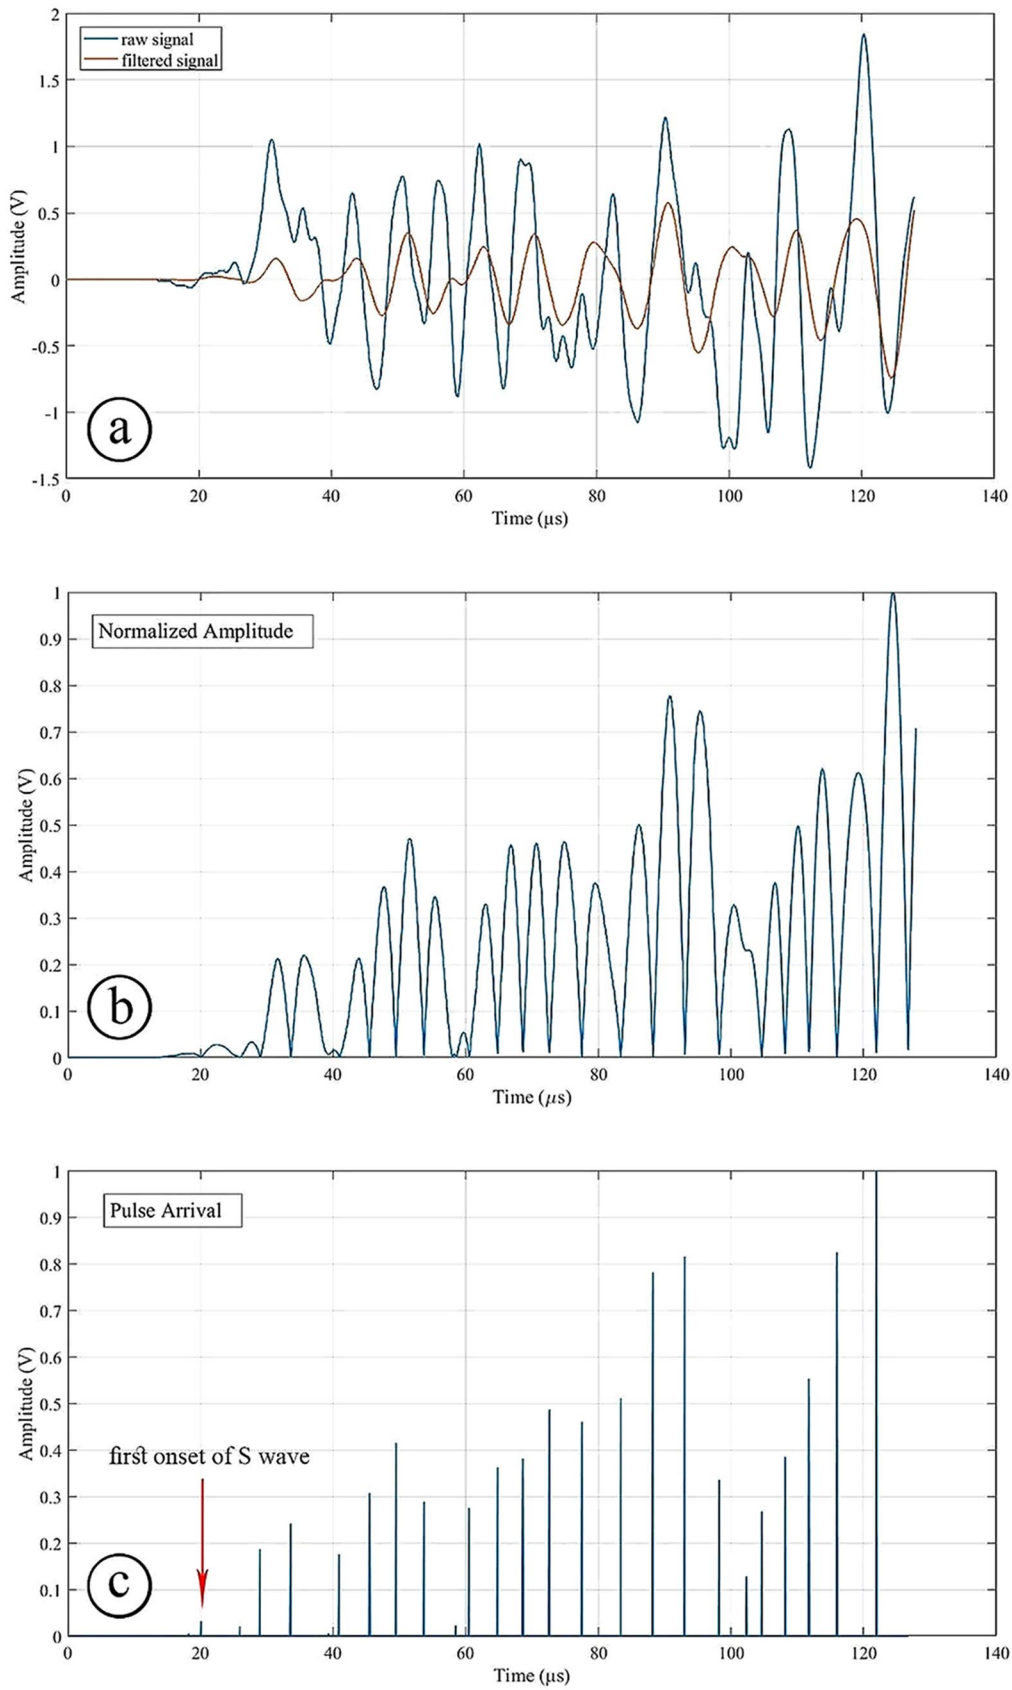 2
raw signal
filtered signal
1.5
1
0.5
0
-0.5
-1
-1.5
Amplitude (V)
a
0 20 40 60 80 100 120 140
Time (µs)
1
Normalized Amplitude
0.9
0.8
0.7
0.6
0.5
0.4
0.3
0.2
0.1
0
Amplitude (V)
b
0 20 40 60 80 100 120 140
Time (µs)
1
Pulse Arrival
0.9
0.8
0.7
0.6
0.5
0.4
first onset of S wave
0.3
0.2
0.1
0
Amplitude (V)
c
0 20 40 60 80 100 120 140
Time (µs)